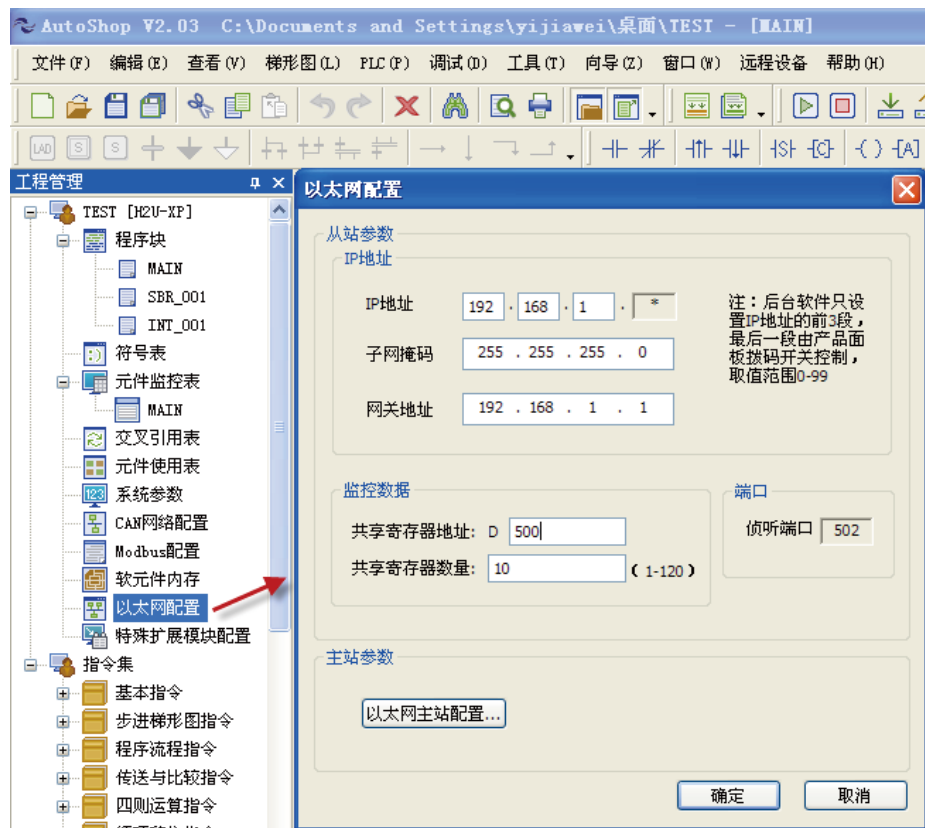 AutoShop V2.03 C:\Documents and Settings\yijiawei\桌面\TEST - [MAIN]
文件(F) 编辑(E) 查看(V) 梯形图(L) PLC(P) 调试(D) 工具(T) 向导(Z) 窗口(W) 远程设备 帮助(H)
LAD S S
工程管理
TEST [H2U-XP]
程序块
MAIN
SBR_001
INT_001
符号表
元件监控表
MAIN
交叉引用表
元件使用表
123 系统参数
CAN网络配置
Modbus配置
软元件内存
以太网配置
特殊扩展模块配置
指令集
基本指令
步进梯形图指令
程序流程指令
传送与比较指令
四则运算指令
以太网配置
从站参数
IP地址
IP地址 192 . 168 . 1 . *
子网掩码 255 . 255 . 255 . 0
网关地址 192 . 168 . 1 . 1
注：后台软件只设
置IP地址的前3段，
最后一段由产品面
板拨码开关控制，
取值范围0-99
监控数据
共享寄存器地址: D 500
共享寄存器数量: 10 (1-120)
端口
侦听端口 502
主站参数
以太网主站配置...
确定 取消